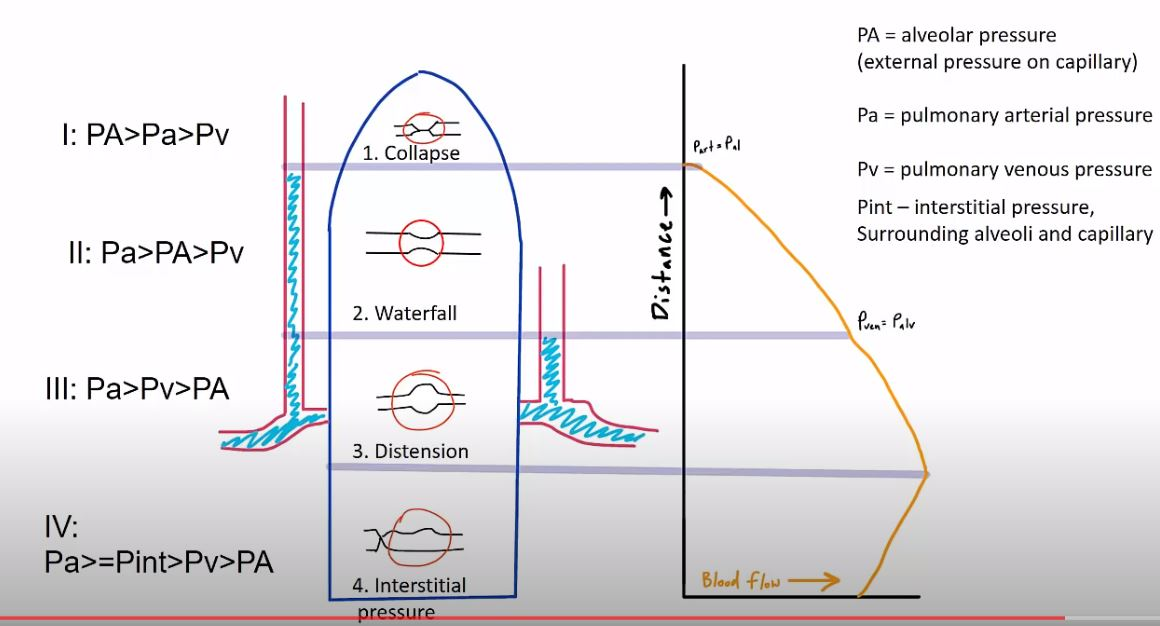 I: PA>Pa>Pv
II: Pa>PA>Pv
III: Pa>Pv>PA
IV:
Pa>=Pint>Pv>PA
1. Collapse
2. Waterfall
3. Distension
4. Interstitial
pressure
Distance
Part = Pal
Pven = Palv
Blood flow
PA = alveolar pressure
(external pressure on capillary)
Pa = pulmonary arterial pressure
Pv = pulmonary venous pressure
Pint – interstitial pressure,
Surrounding alveoli and capillary